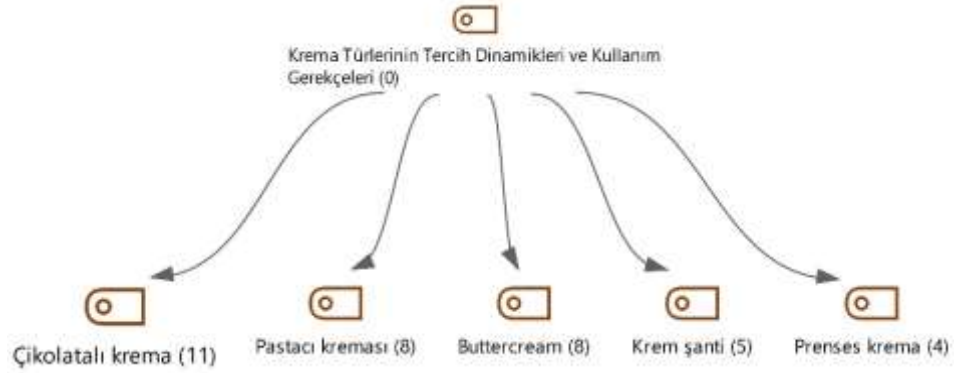 Krema Türlerinin Tercih Dinamikleri ve Kullanım
Gerekçeleri (0)
Çikolatalı krema (11)
Pastacı kreması (8)
Buttercream (8)
Krem şanti (5)
Prenses krema (4)